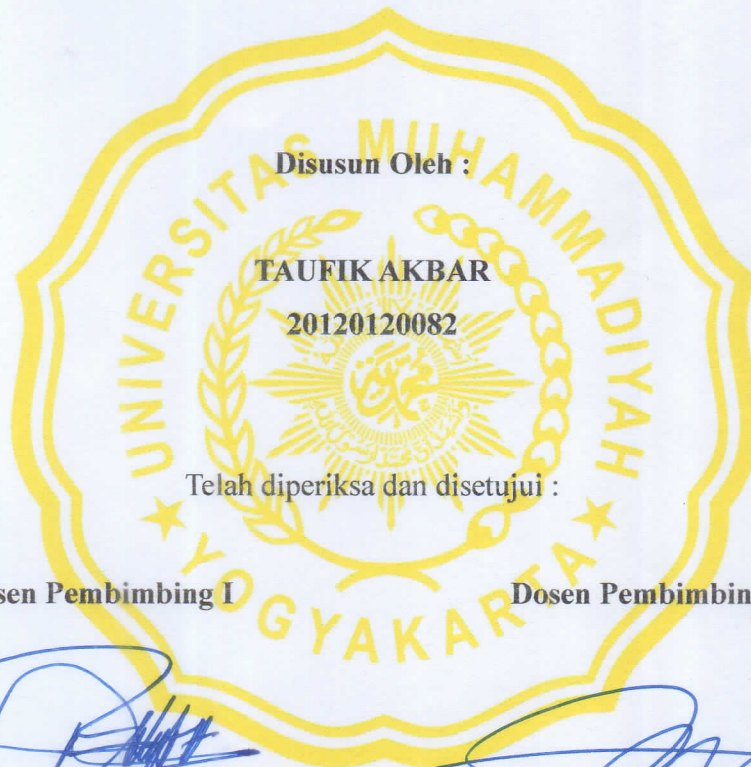 Disusun Oleh :
TAUFIK AKBAR
20120120082
Telah diperiksa dan disetujui :
sen Pembimbing I
Dosen Pembimbin
UNIVERSITAS MUHAMMADIYAH
YOGYAKARTA